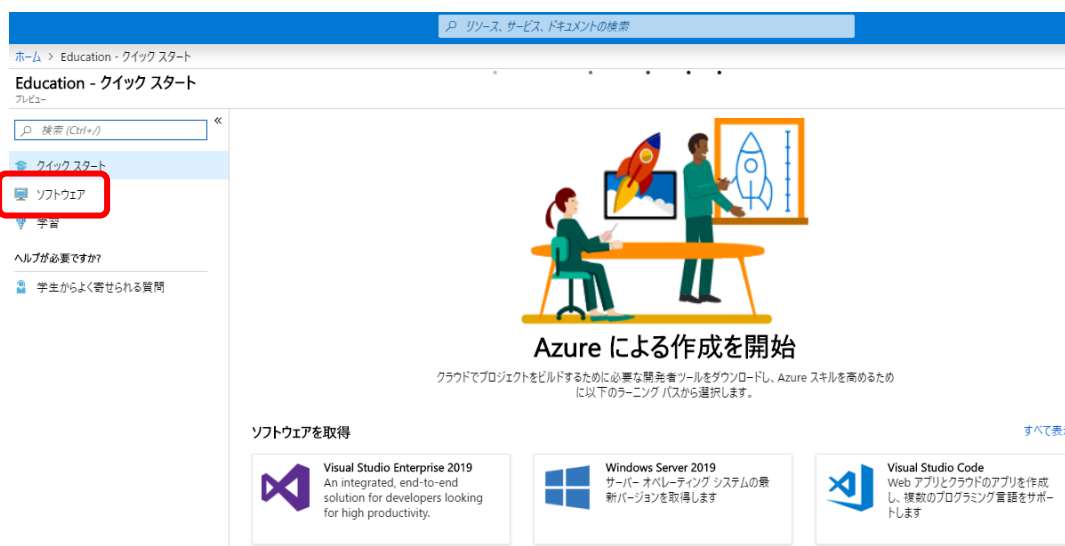 リソース、サービス、ドキュメントの検索
ホーム > Education - クイック スタート
Education - クイック スタート
プレビュー
検索 (Ctrl+/)
«
クイック スタート
ソフトウェア
学習
ヘルプが必要ですか?
学生からよく寄せられる質問
Azure による作成を開始
クラウドでプロジェクトをビルドするために必要な開発者ツールをダウンロードし、Azure スキルを高めるため
に以下のラーニング パスから選択します。
ソフトウェアを取得
すべて表示
Visual Studio Enterprise 2019
An integrated, end-to-end
solution for developers looking
for high productivity.
Windows Server 2019
サーバー オペレーティング システムの最
新バージョンを取得します
Visual Studio Code
Web アプリとクラウドのアプリを作成
し、複数のプログラミング言語をサポー
トします